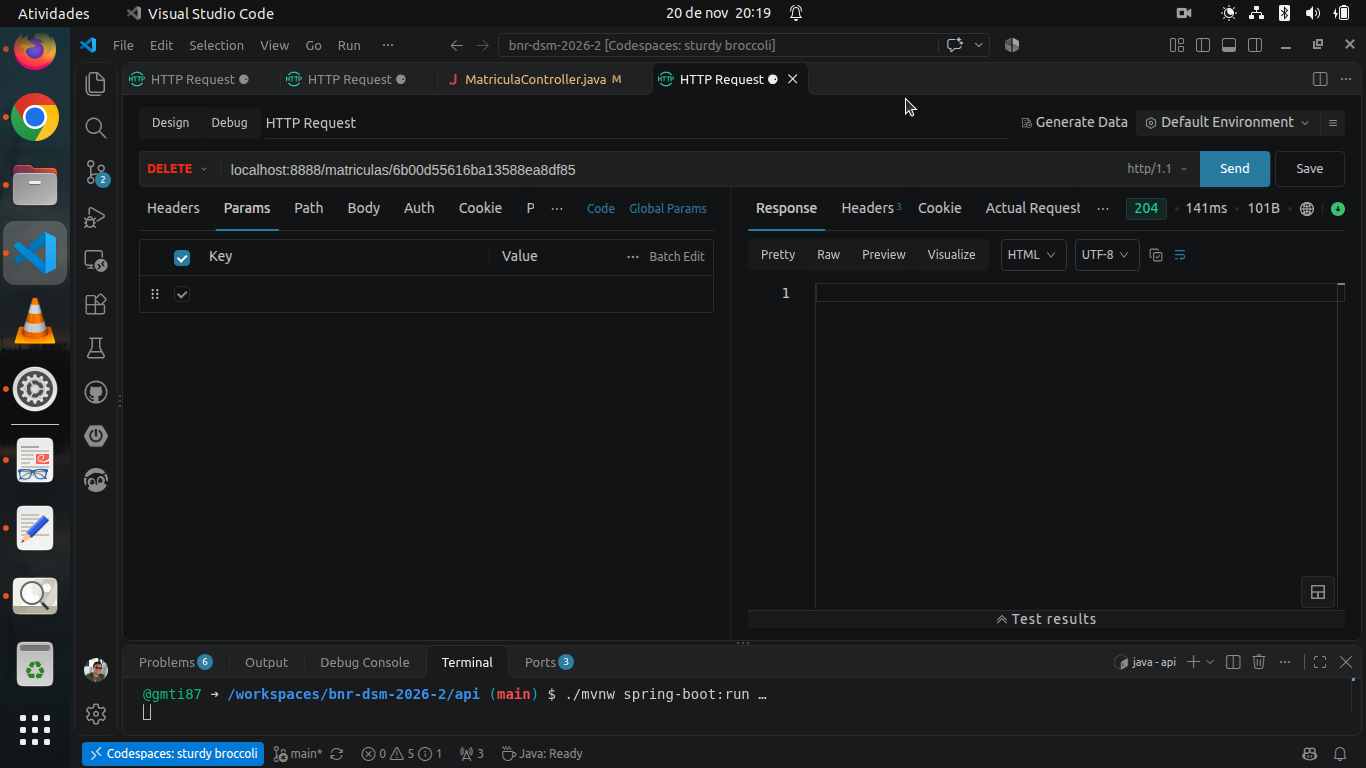 Atividades Visual Studio Code 20 de nov 20:19
File Edit Selection View Go Run ··· bnr-dsm-2026-2 [Codespaces: sturdy broccoli]
HTTP Request HTTP Request J MatriculaController.java M HTTP Request
Design Debug HTTP Request Generate Data Default Environment
DELETE localhost:8888/matriculas/6b00d55616ba13588ea8df85 http/1.1 Send Save
Headers Params Path Body Auth Cookie P ··· Code Global Params Response Headers 3 Cookie Actual Request ··· 204 141ms 101B
Key Value ··· Batch Edit Pretty Raw Preview Visualize HTML UTF-8
1
2
Test results
Problems 6 Output Debug Console Terminal Ports 3 java - api ···
@gmti87 → /workspaces/bnr-dsm-2026-2/api (main) $ ./mvnw spring-boot:run …
Codespaces: sturdy broccoli main* 0 5 1 3 Java: Ready